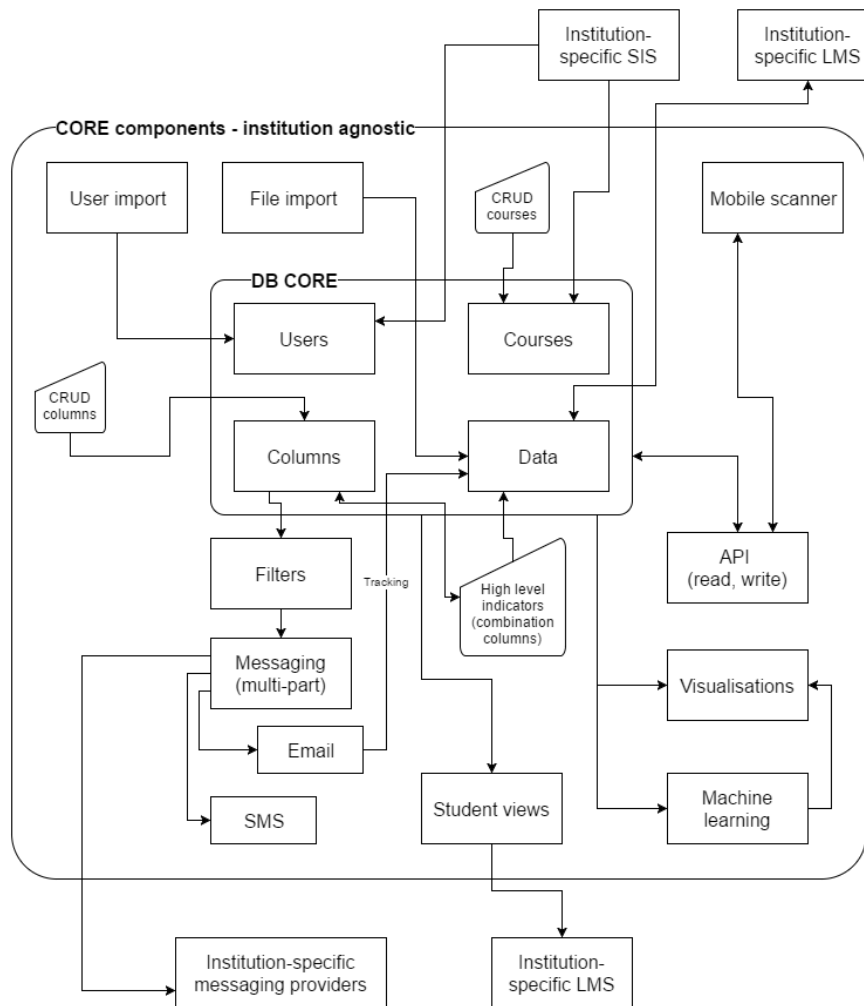 Institution-
specific SIS
Institution-
specific LMS
CORE components - institution agnostic
User import
File import
CRUD
courses
Mobile scanner
DB CORE
Users
Courses
CRUD
columns
Columns
Data
Filters
Tracking
High level
indicators
(combination
columns)
API
(read, write)
Messaging
(multi-part)
Visualisations
Email
Student views
Machine
learning
SMS
Institution-specific
messaging providers
Institution-
specific LMS